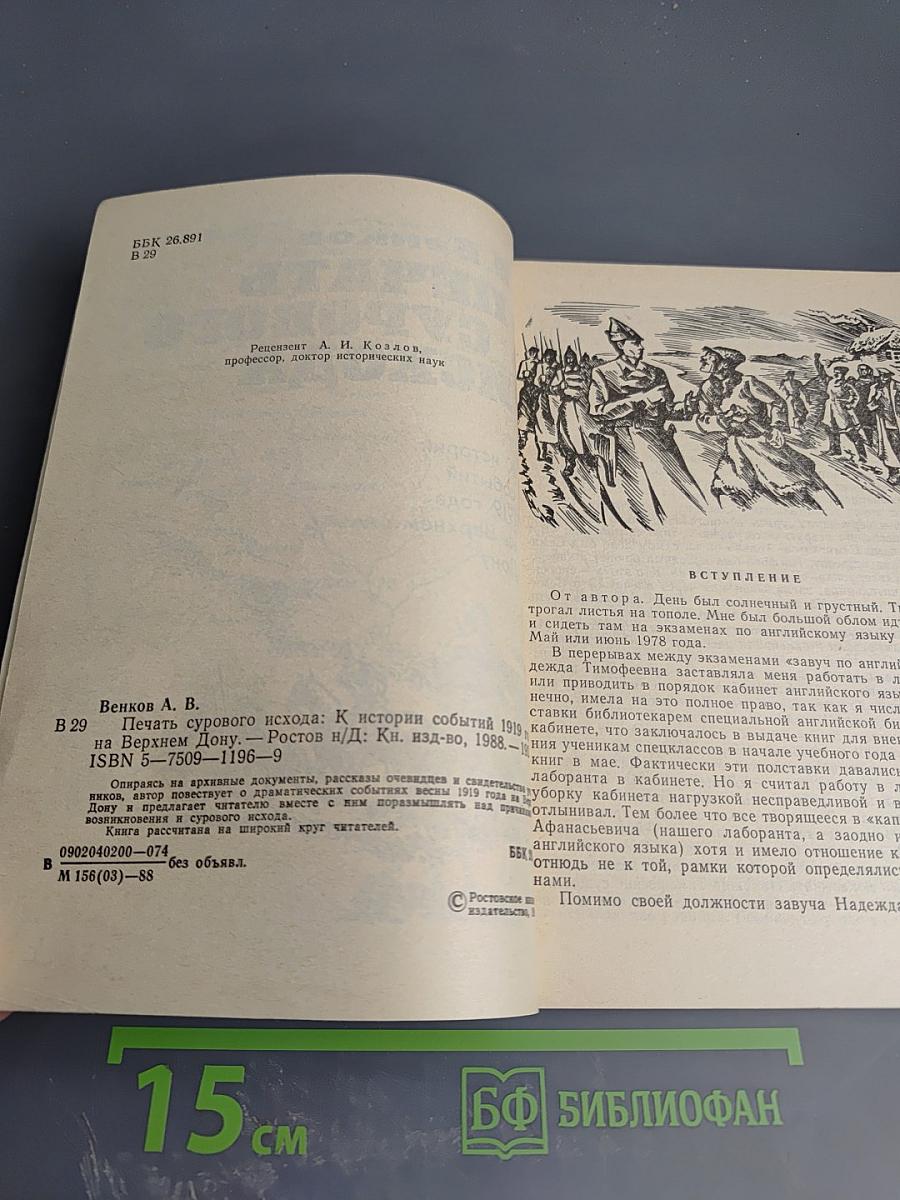 ББК 26.891
В 29
Рецензент А. И. Козлов,
профессор, доктор исторических наук
Венков А. В.
В 29 Печать сурового исхода: К истории событий 1919
на Верхнем Дону. — Ростов н/Д: Кн. изд-во, 1988.—
ISBN 5—7509—1196—9
Опираясь на архивные документы, рассказы очевидцев и свидетельства
ников, автор повествует о драматических событиях весны 1919 года на
Дону и предлагает читателю вместе с ним поразмышлять над
возникновения и сурового исхода.
Книга рассчитана на широкий круг читателей.
В 0902040200—074 без объявл.
М 156(03)—88
ББК
© Ростовское
издательство,
ВСТУПЛЕНИЕ
От автора. День был солнечный и грустный.
трогал листья на тополе. Мне был большой облом
и сидеть там на экзаменах по английскому языку
Май или июнь 1978 года.
В перерывах между экзаменами «завуч по
дежда Тимофеевна заставляла меня работать в
или приводить в порядок кабинет английского
нечно, имела на это полное право, так как я
ставки библиотекарем специальной английской
кабинете, что заключалось в выдаче книг для
ния ученикам спецклассов в начале учебного года
книг в мае. Фактически эти полставки давались
лаборанта в кабинете. Но я считал работу в
уборку кабинета нагрузкой несправедливой и
отлынивал. Тем более что все творящееся в
Афанасьевича (нашего лаборанта, а заодно и
английского языка) хотя и имело отношение
отнюдь не к той, рамки которой
нами.
Помимо своей должности завуча Надежда
15 см
БФ БИБЛИОФАН